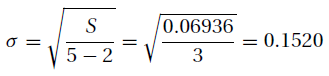 σ = √(S / (5 − 2)) = √(0.06936 / 3) = 0.1520